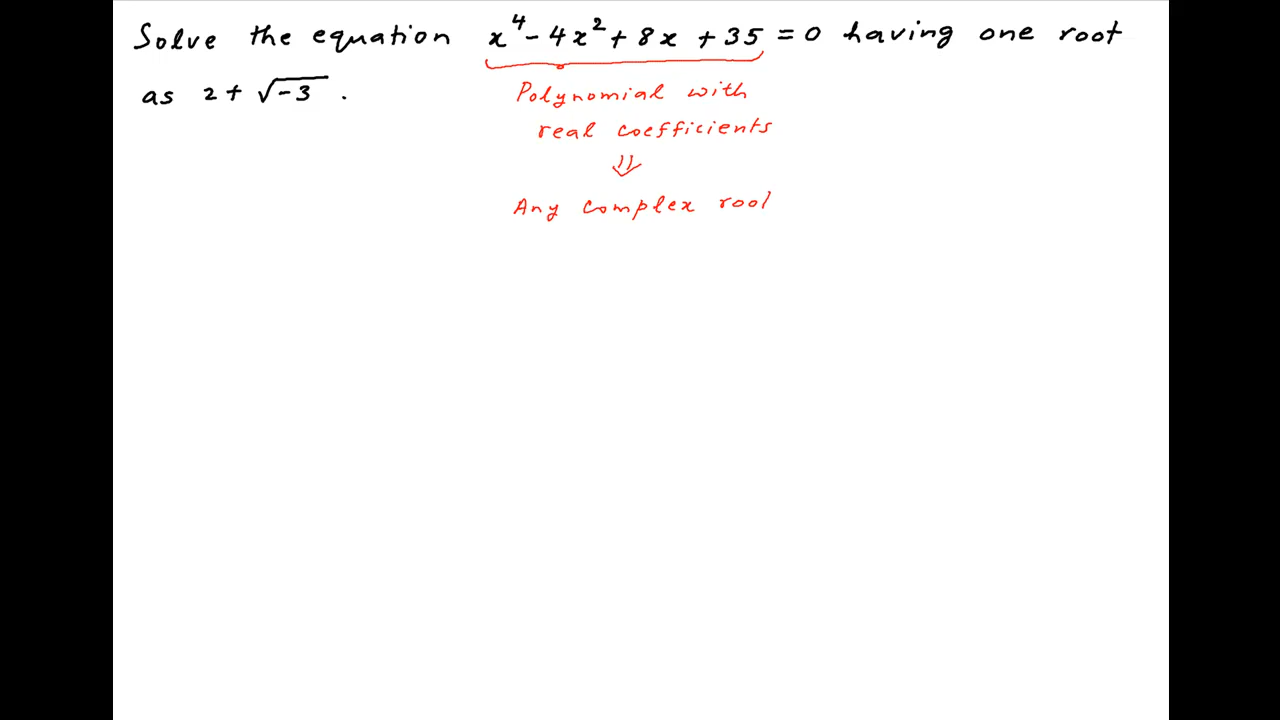 Solve the equation x⁴ - 4x² + 8x + 35 = 0 having one root
as 2 + √-3 .
Polynomial with
real coefficients
⇓
Any complex root